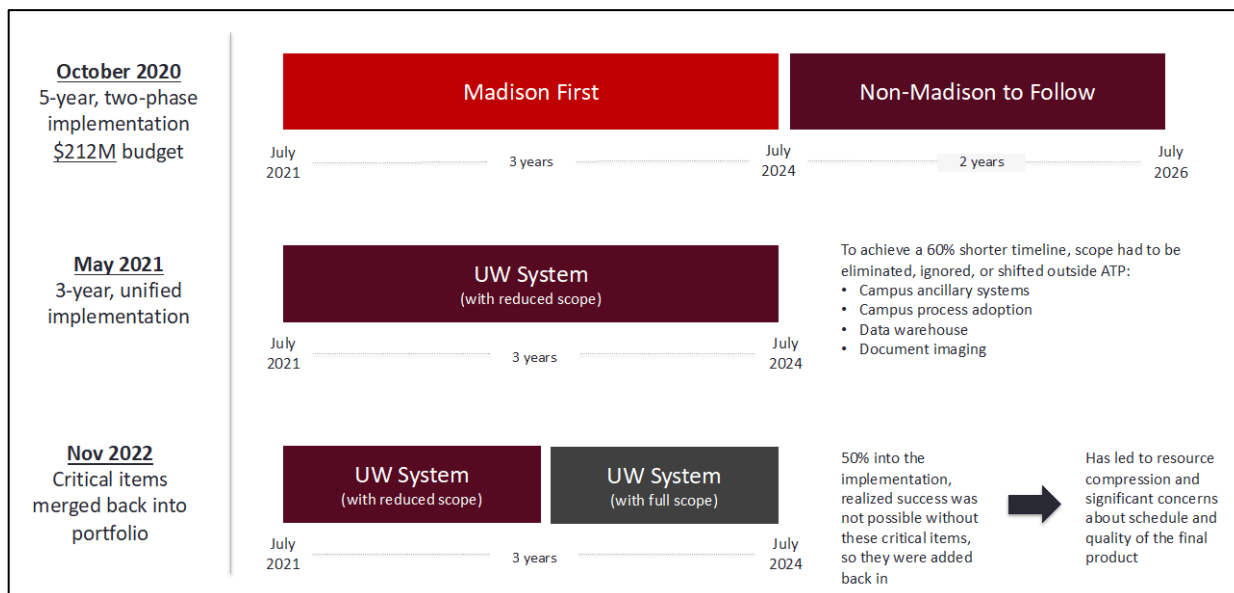 October 2020
5-year, two-phase
implementation
$212M budget
Madison First
Non-Madison to Follow
July
2021
3 years
July
2024
2 years
July
2026
May 2021
3-year, unified
implementation
UW System
(with reduced scope)
July
2021
3 years
July
2024
To achieve a 60% shorter timeline, scope had to be
eliminated, ignored, or shifted outside ATP:
• Campus ancillary systems
• Campus process adoption
• Data warehouse
• Document imaging
Nov 2022
Critical items
merged back into
portfolio
UW System
(with reduced scope)
UW System
(with full scope)
July
2021
3 years
July
2024
50% into the
implementation,
realized success was
not possible without
these critical items,
so they were added
back in
Has led to resource
compression and
significant concerns
about schedule and
quality of the final
product